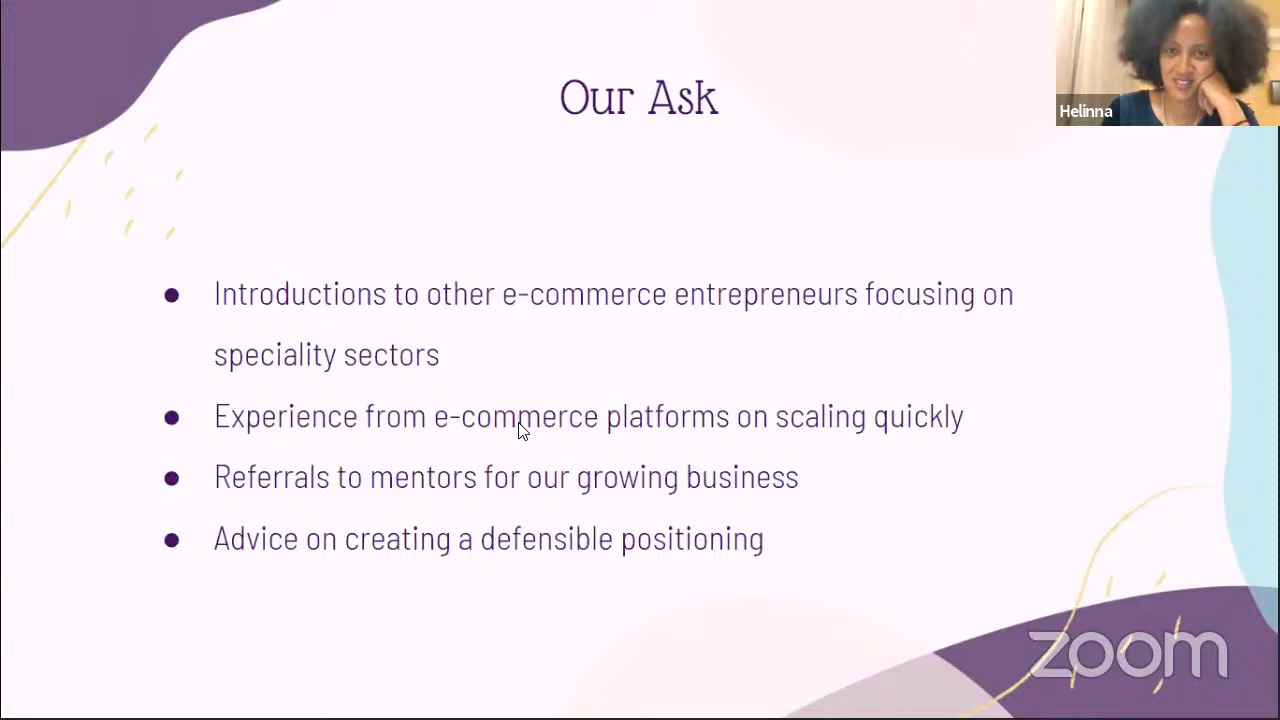 Our Ask
Helinna
● Introductions to other e-commerce entrepreneurs focusing on
speciality sectors
● Experience from e-commerce platforms on scaling quickly
● Referrals to mentors for our growing business
● Advice on creating a defensible positioning
zoom